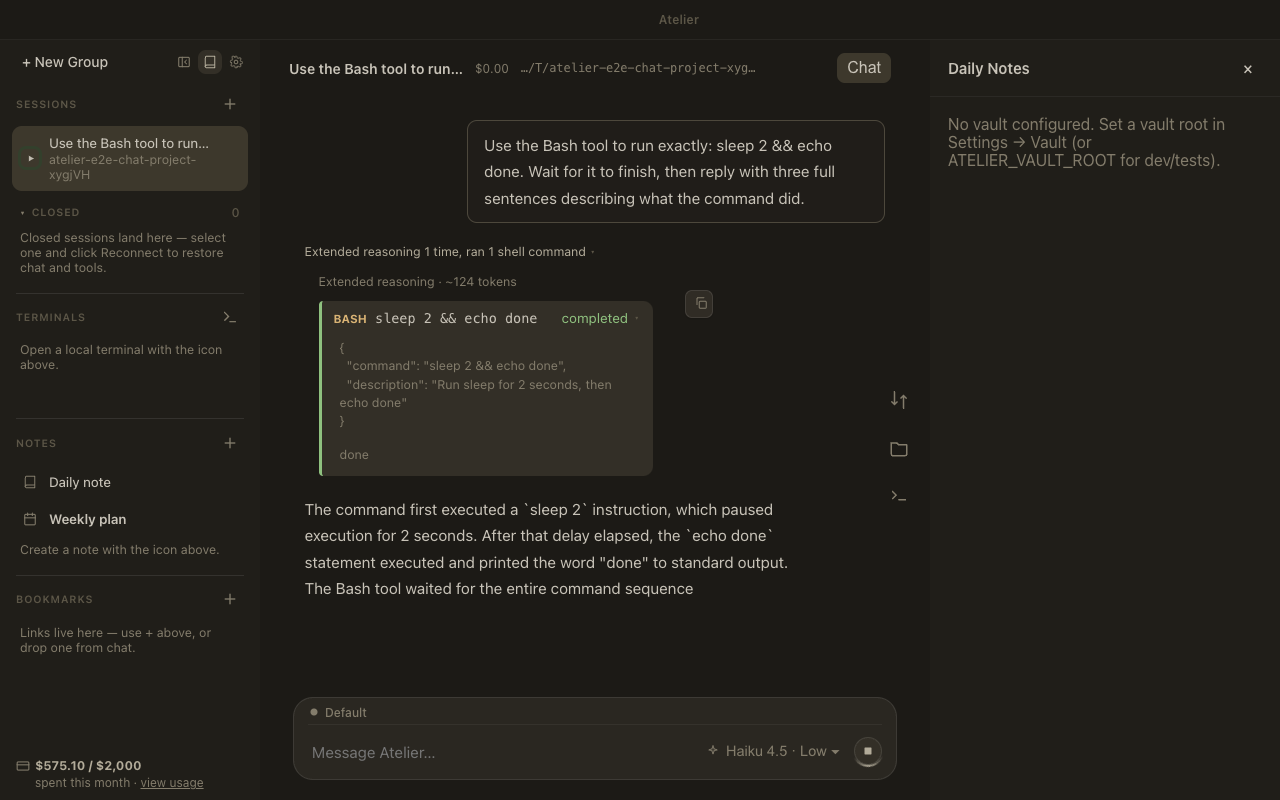 Atelier
+ New Group
SESSIONS
Use the Bash tool to run...
atelier-e2e-chat-project-
xygjVH
CLOSED
0
Closed sessions land here — select
one and click Reconnect to restore
chat and tools.
TERMINALS
Open a local terminal with the icon
above.
NOTES
Daily note
Weekly plan
Create a note with the icon above.
BOOKMARKS
Links live here — use + above, or
drop one from chat.
$575.10 / $2,000
spent this month · view usage
Use the Bash tool to run... $0.00 …/T/atelier-e2e-chat-project-xyg… Chat
Use the Bash tool to run exactly: sleep 2 && echo
done. Wait for it to finish, then reply with three full
sentences describing what the command did.
Extended reasoning 1 time, ran 1 shell command ·
Extended reasoning · ~124 tokens
BASH sleep 2 && echo done completed ·
{
"command": "sleep 2 && echo done",
"description": "Run sleep for 2 seconds, then
echo done"
}
done
The command first executed a `sleep 2` instruction, which paused
execution for 2 seconds. After that delay elapsed, the `echo done`
statement executed and printed the word "done" to standard output.
The Bash tool waited for the entire command sequence
Default
Message Atelier...
Haiku 4.5 · Low
Daily Notes
No vault configured. Set a vault root in
Settings → Vault (or
ATELIER_VAULT_ROOT for dev/tests).